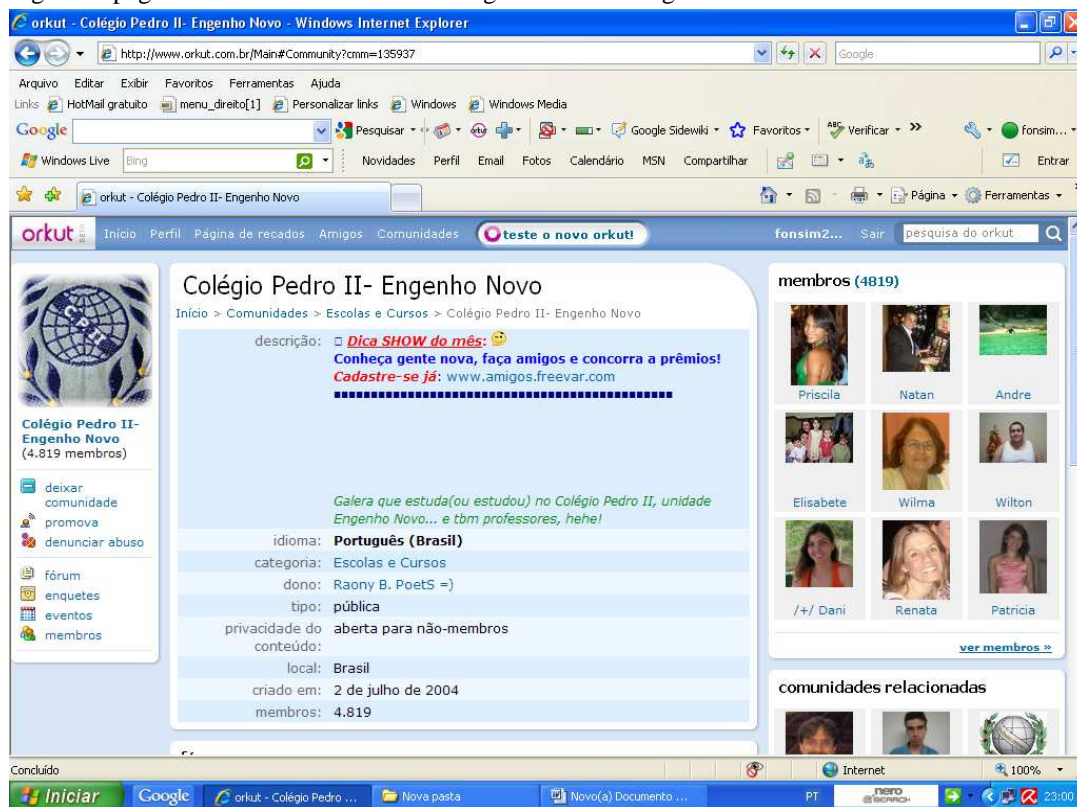 orkut - Colégio Pedro II- Engenho Novo - Windows Internet Explorer
http://www.orkut.com.br/Main#Community?cmm=135937
Google
Arquivo Editar Exibir Favoritos Ferramentas Ajuda
Links HotMail gratuito menu_direito[1] Personalizar links Windows Windows Media
Google Pesquisar Google Sidewiki Favoritos Verificar fonsim...
Windows Live Bing Novidades Perfil Email Fotos Calendário MSN Compartilhar Entrar
orkut - Colégio Pedro II- Engenho Novo Página Ferramentas
orkut Início Perfil Página de recados Amigos Comunidades teste o novo orkut! fonsim2... Sair pesquisa do orkut
Colégio Pedro II- Engenho Novo
(4.819 membros)
deixar comunidade
promova
denunciar abuso
fórum
enquetes
eventos
membros
Colégio Pedro II- Engenho Novo
Início > Comunidades > Escolas e Cursos > Colégio Pedro II- Engenho Novo
descrição: Dica SHOW do mês:
Conheça gente nova, faça amigos e concorra a prêmios!
Cadastre-se já: www.amigos.freevar.com
Galera que estuda(ou estudou) no Colégio Pedro II, unidade
Engenho Novo... e tbm professores, hehe!
idioma: Português (Brasil)
categoria: Escolas e Cursos
dono: Raony B. PoetS =)
tipo: pública
privacidade do conteúdo: aberta para não-membros
local: Brasil
criado em: 2 de julho de 2004
membros: 4.819
membros (4819)
Priscila Natan Andre
Elisabete Wilma Wilton
/+/ Dani Renata Patricia
ver membros »
comunidades relacionadas
Concluído Internet 100%
Iniciar Google orkut - Colégio Pedro ... Nova pasta Novo(a) Documento ... PT nero SEARCH 23:00